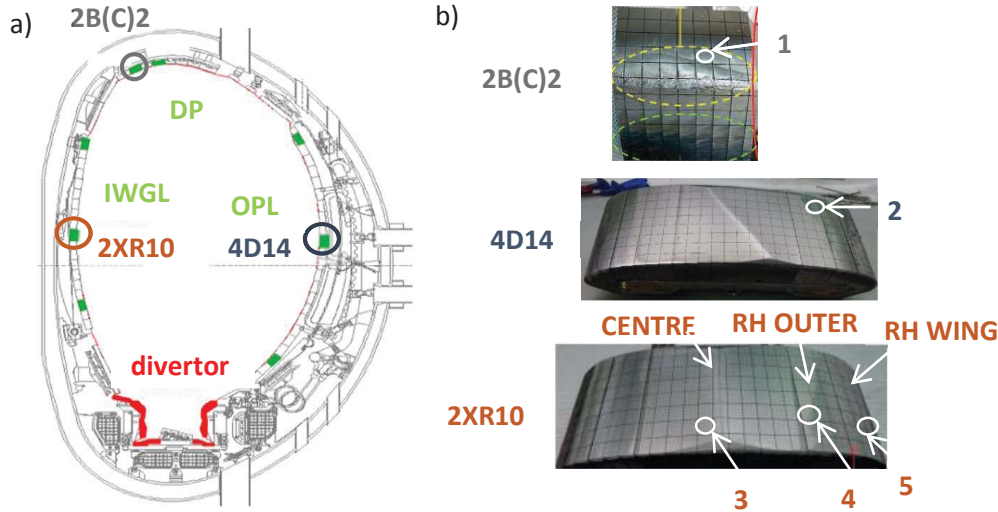 a)
2B(C)2
DP
IWGL
OPL
2XR10
4D14
divertor
b)
2B(C)2
1
4D14
2
CENTRE
RH OUTER
RH WING
2XR10
3
4
5